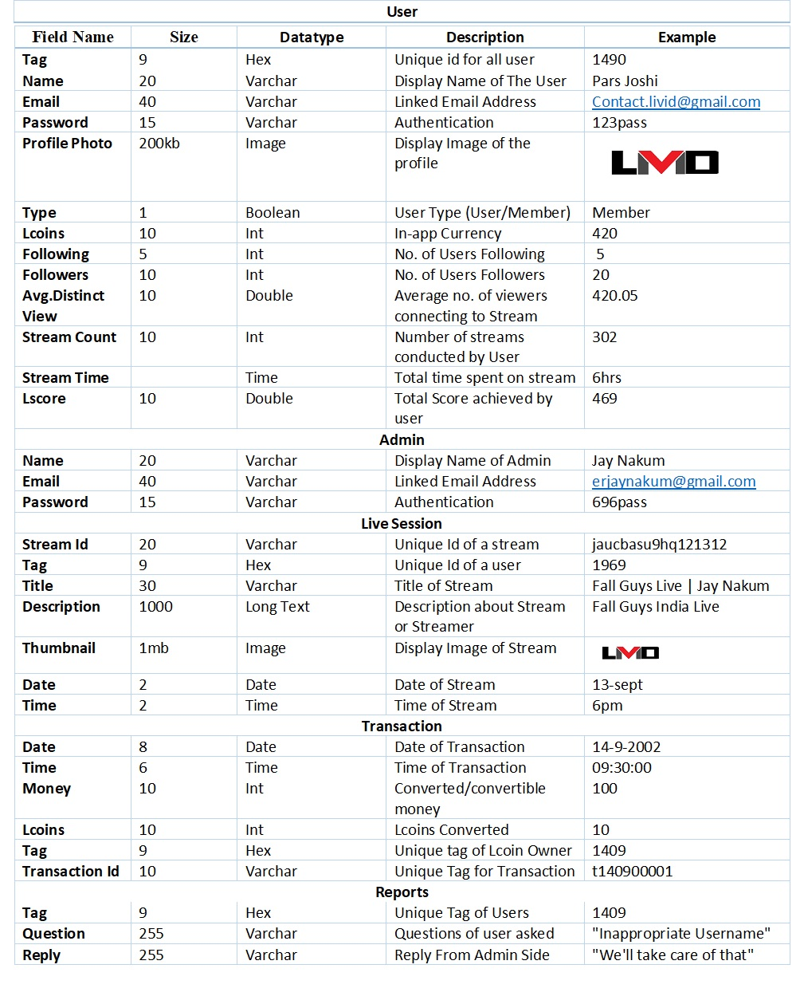 User
Field Name Size Datatype Description Example
Tag 9 Hex Unique id for all user 1490
Name 20 Varchar Display Name of The User Pars Joshi
Email 40 Varchar Linked Email Address Contact.livid@gmail.com
Password 15 Varchar Authentication 123pass
Profile Photo 200kb Image Display Image of the
profile LIVID
Type 1 Boolean User Type (User/Member) Member
Lcoins 10 Int In-app Currency 420
Following 5 Int No. of Users Following 5
Followers 10 Int No. of Users Followers 20
Avg.Distinct 10 Double Average no. of viewers 420.05
View connecting to Stream
Stream Count 10 Int Number of streams 302
conducted by User
Stream Time Time Total time spent on stream 6hrs
Lscore 10 Double Total Score achieved by 469
user
Admin
Name 20 Varchar Display Name of Admin Jay Nakum
Email 40 Varchar Linked Email Address erjaynakum@gmail.com
Password 15 Varchar Authentication 696pass
Live Session
Stream Id 20 Varchar Unique Id of a stream jaucbasu9hq121312
Tag 9 Hex Unique Id of a user 1969
Title 30 Varchar Title of Stream Fall Guys Live | Jay Nakum
Description 1000 Long Text Description about Stream Fall Guys India Live
or Streamer
Thumbnail 1mb Image Display Image of Stream LIVID
Date 2 Date Date of Stream 13-sept
Time 2 Time Time of Stream 6pm
Transaction
Date 8 Date Date of Transaction 14-9-2002
Time 6 Time Time of Transaction 09:30:00
Money 10 Int Converted/convertible 100
money
Lcoins 10 Int Lcoins Converted 10
Tag 9 Hex Unique tag of Lcoin Owner 1409
Transaction Id 10 Varchar Unique Tag for Transaction t140900001
Reports
Tag 9 Hex Unique Tag of Users 1409
Question 255 Varchar Questions of user asked "Inappropriate Username"
Reply 255 Varchar Reply From Admin Side "We'll take care of that"